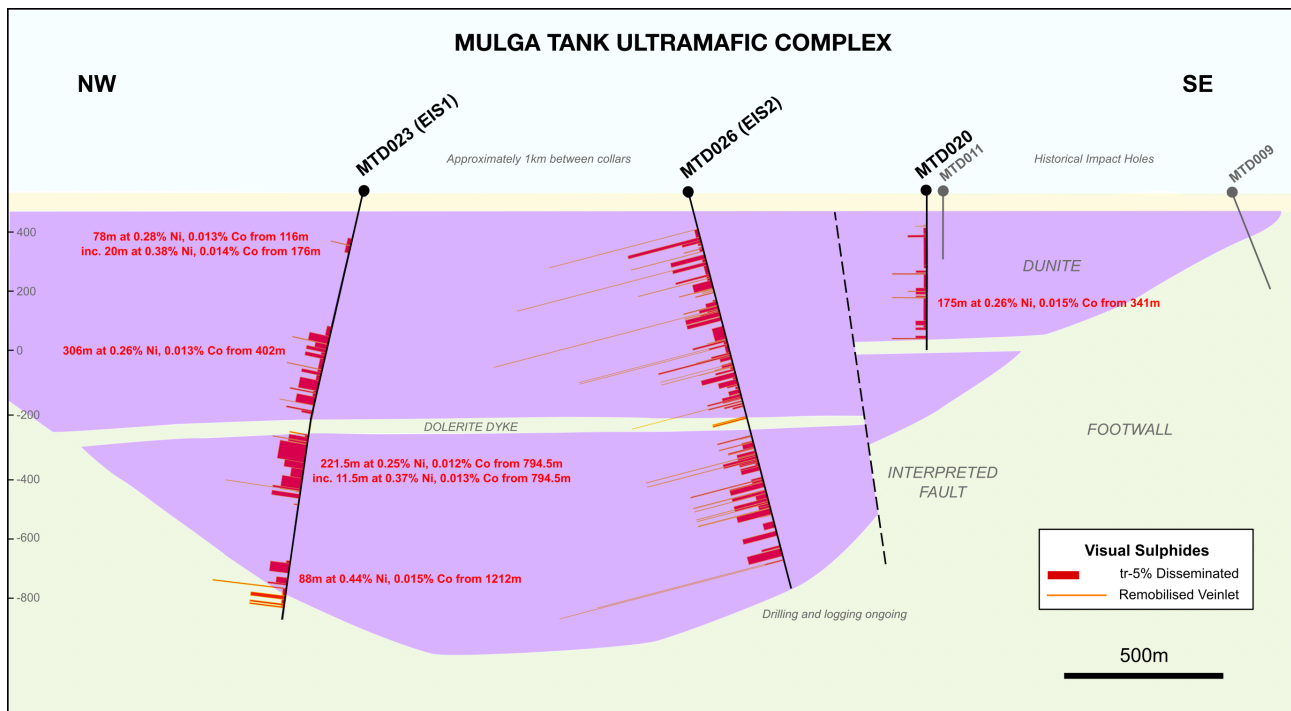 MULGA TANK ULTRAMAFIC COMPLEX
NW
SE
MTD023 (EIS1)
Approximately 1km between collars
MTD026 (EIS2)
MTD020
MTD011
Historical Impact Holes
MTD009
400
200
0
-200
-400
-600
-800
78m at 0.28% Ni, 0.013% Co from 116m
inc. 20m at 0.38% Ni, 0.014% Co from 176m
306m at 0.26% Ni, 0.013% Co from 402m
DUNITE
175m at 0.26% Ni, 0.015% Co from 341m
DOLERITE DYKE
FOOTWALL
221.5m at 0.25% Ni, 0.012% Co from 794.5m
inc. 11.5m at 0.37% Ni, 0.013% Co from 794.5m
INTERPRETED
FAULT
88m at 0.44% Ni, 0.015% Co from 1212m
Drilling and logging ongoing
Visual Sulphides
tr-5% Disseminated
Remobilised Veinlet
500m